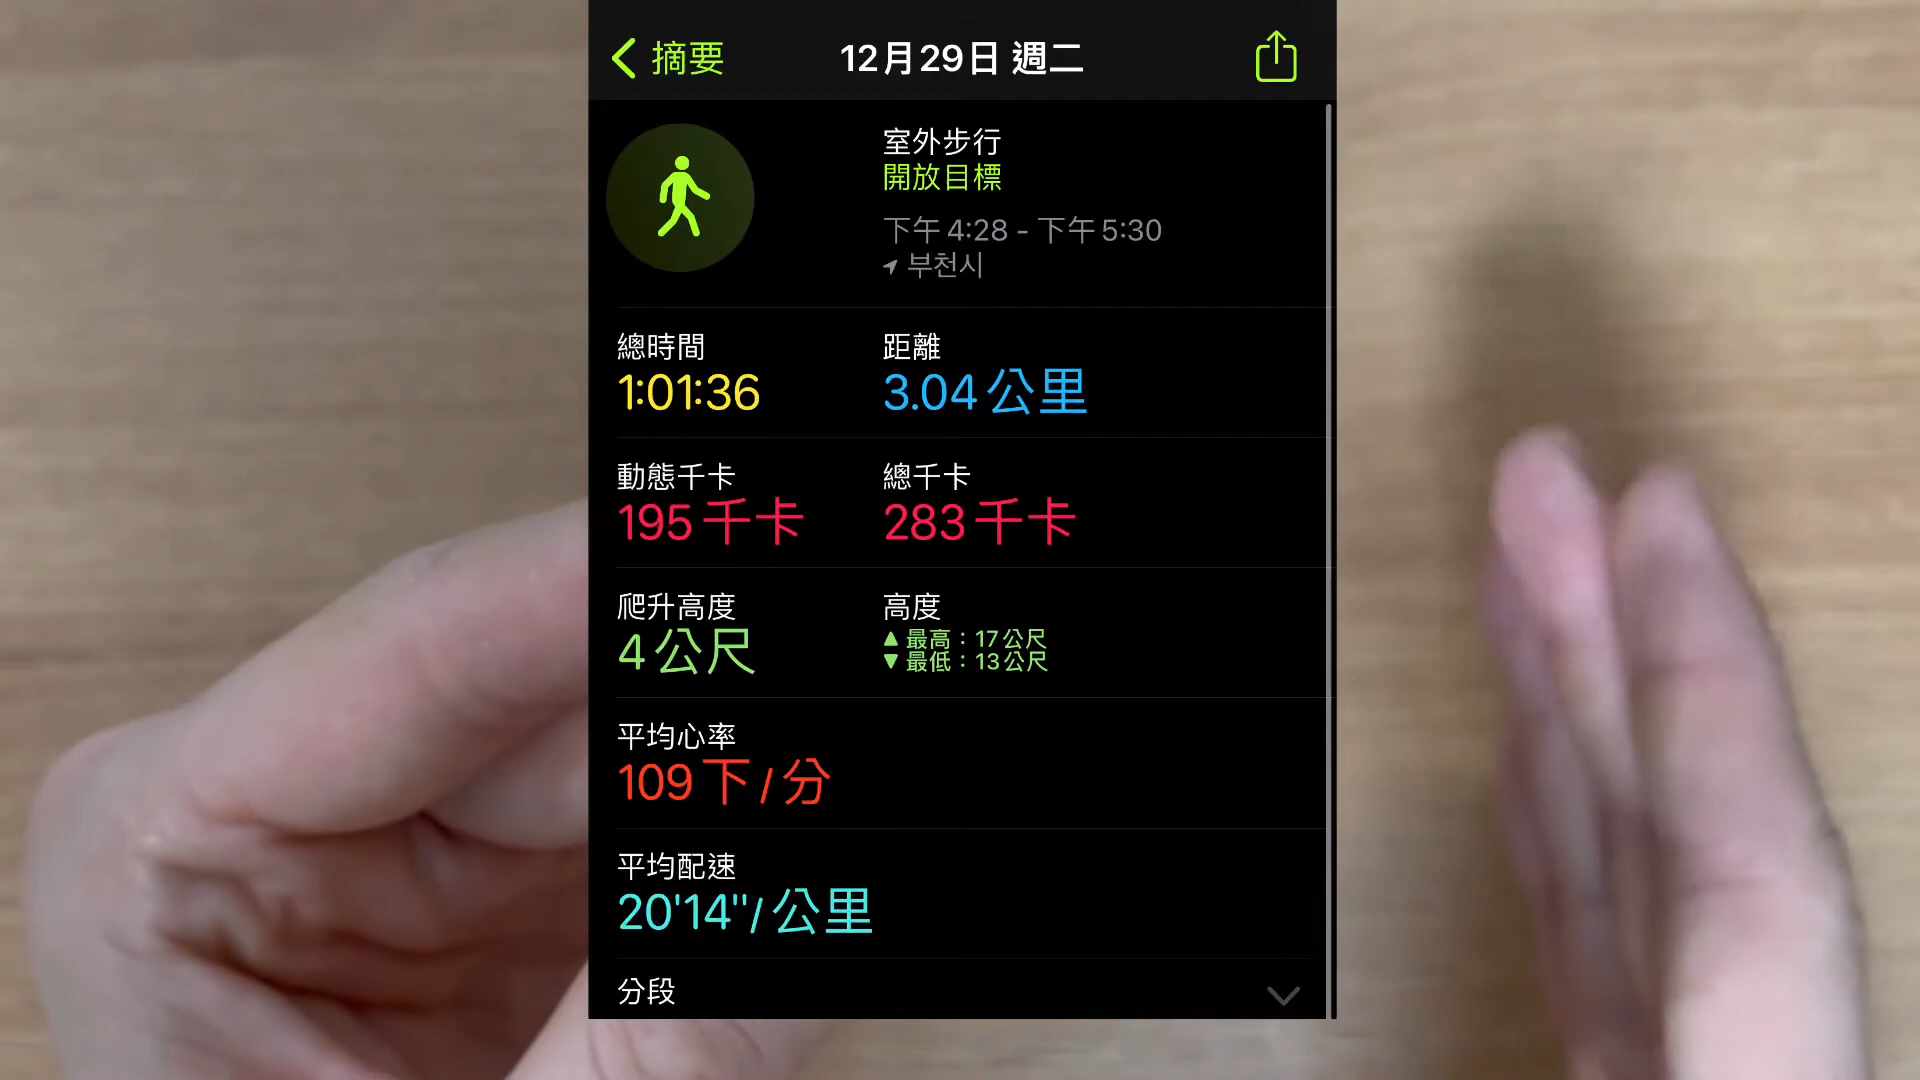 摘要
12月29日 週二
室外步行
開放目標
下午4:28 - 下午5:30
부천시
總時間
1:01:36
距離
3.04公里
動態千卡
195千卡
總千卡
283千卡
爬升高度
4公尺
高度
▲ 最高：17公尺
▼ 最低：13公尺
平均心率
109下/分
平均配速
20'14"/公里
分段